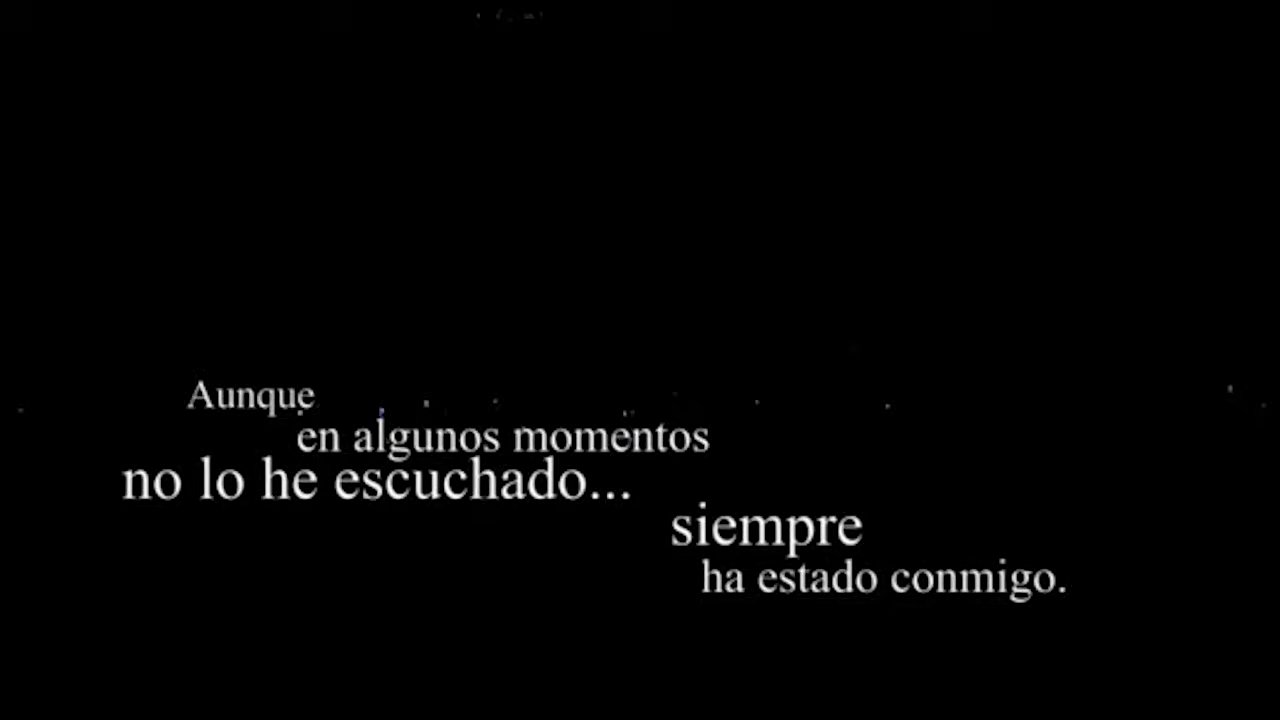 Aunque
en algunos momentos
no lo he escuchado...
siempre
ha estado conmigo.